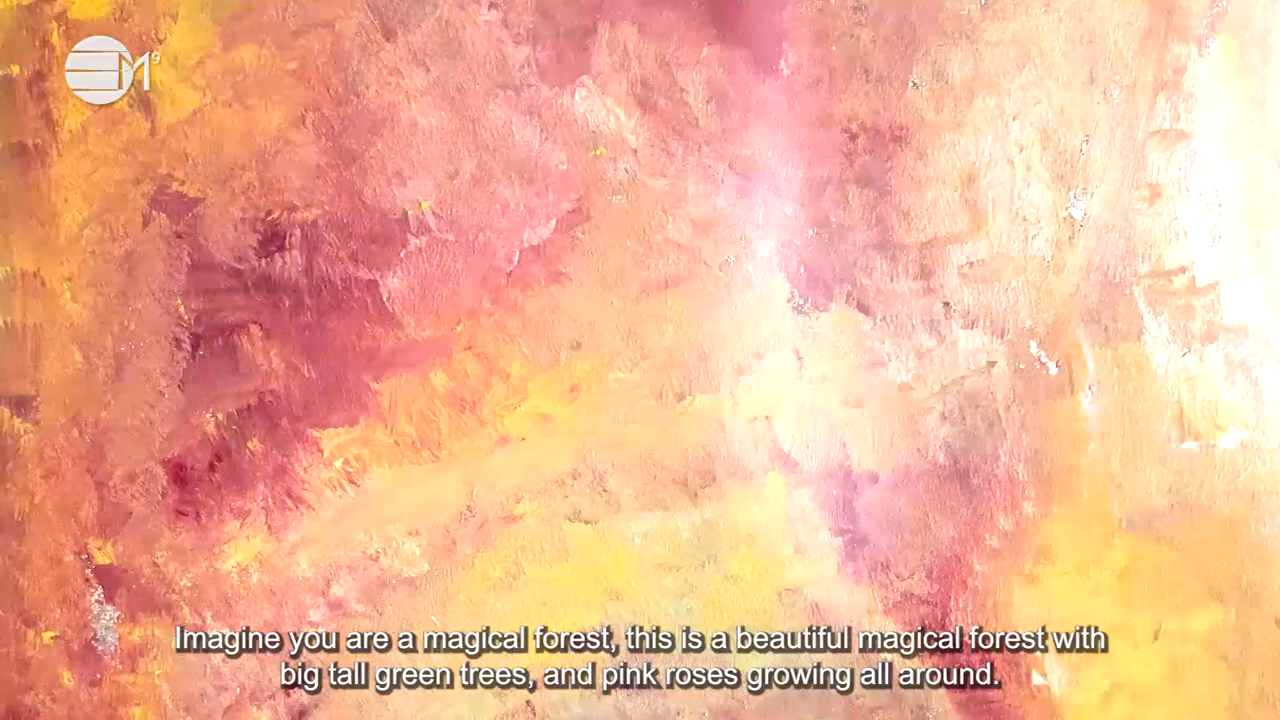 EM⁹
Imagine you are a magical forest, this is a beautiful magical forest with
big tall green trees, and pink roses growing all around.